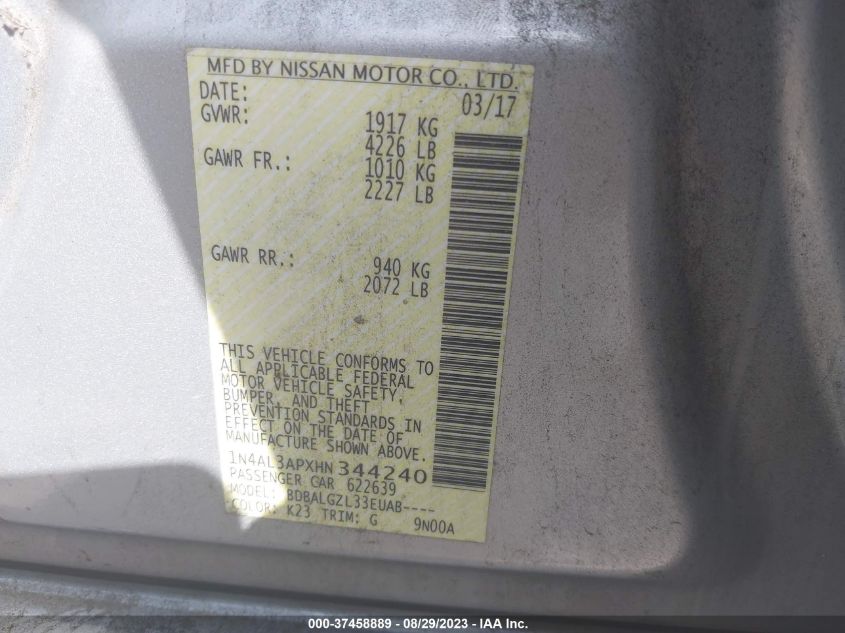 MFD BY NISSAN MOTOR CO., LTD.
DATE: 03/17
GVWR: 1917 KG
4226 LB
GAWR FR.: 1010 KG
2227 LB
GAWR RR.: 940 KG
2072 LB
THIS VEHICLE CONFORMS TO
ALL APPLICABLE FEDERAL
MOTOR VEHICLE SAFETY,
BUMPER, AND THEFT
PREVENTION STANDARDS IN
EFFECT ON THE DATE OF
MANUFACTURE SHOWN ABOVE.
1N4AL3APXHN344240
PASSENGER CAR 622639
MODEL: BDBALGZL33EUAB----
COLOR: K23 TRIM: G 9N00A
000-37458889 - 08/29/2023 - IAA Inc.